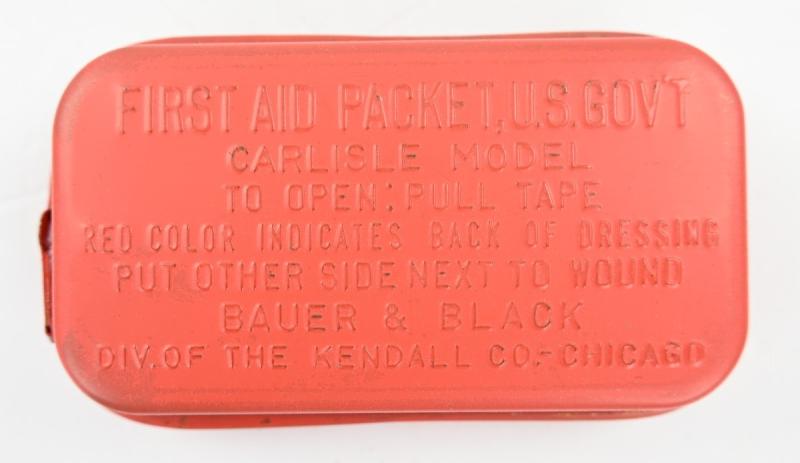 FIRST AID PACKET, U.S. GOV'T
CARLISLE MODEL
TO OPEN: PULL TAPE
RED COLOR INDICATES BACK OF DRESSING
PUT OTHER SIDE NEXT TO WOUND
BAUER & BLACK
DIV. OF THE KENDALL CO.-CHICAGO